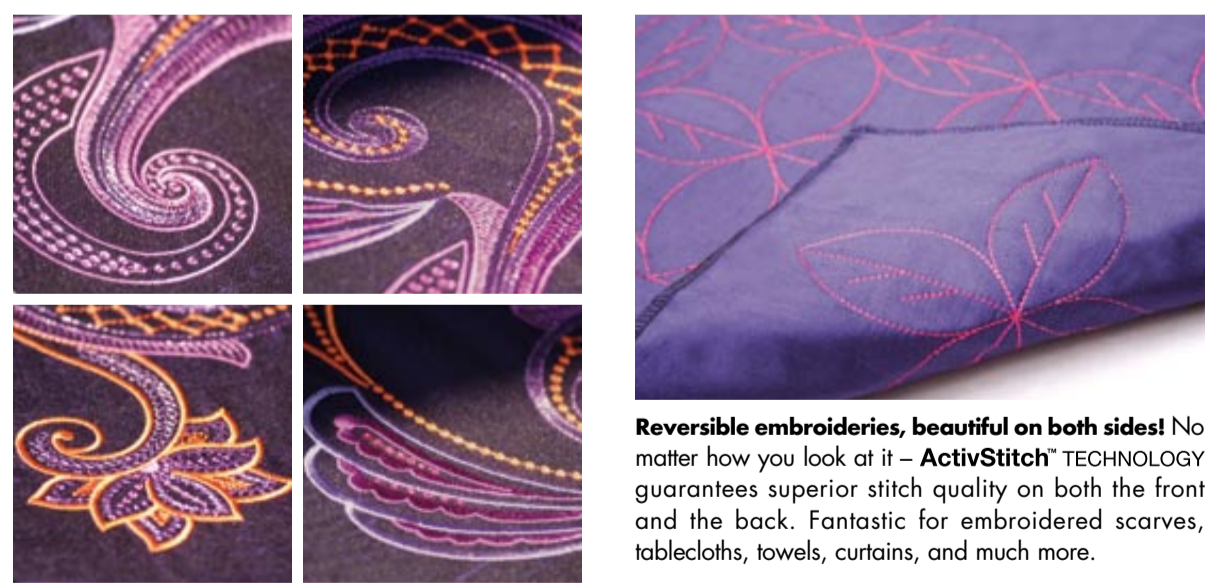 Reversible embroideries, beautiful on both sides! No
matter how you look at it – ActivStitch™ TECHNOLOGY
guarantees superior stitch quality on both the front
and the back. Fantastic for embroidered scarves,
tablecloths, towels, curtains, and much more.